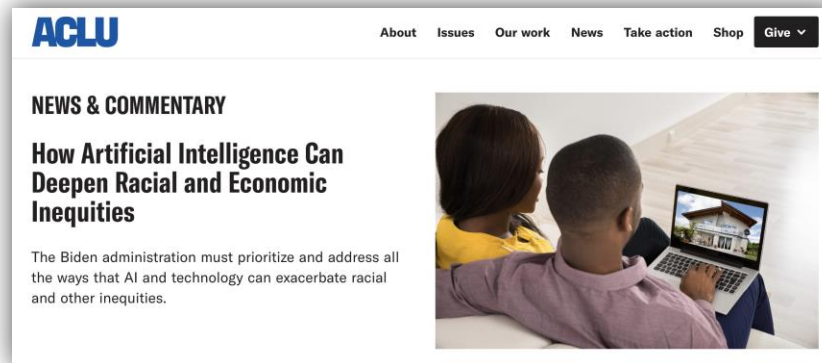 ACLU
About Issues Our work News Take action Shop Give
NEWS & COMMENTARY
How Artificial Intelligence Can
Deepen Racial and Economic
Inequities
The Biden administration must prioritize and address all
the ways that AI and technology can exacerbate racial
and other inequities.